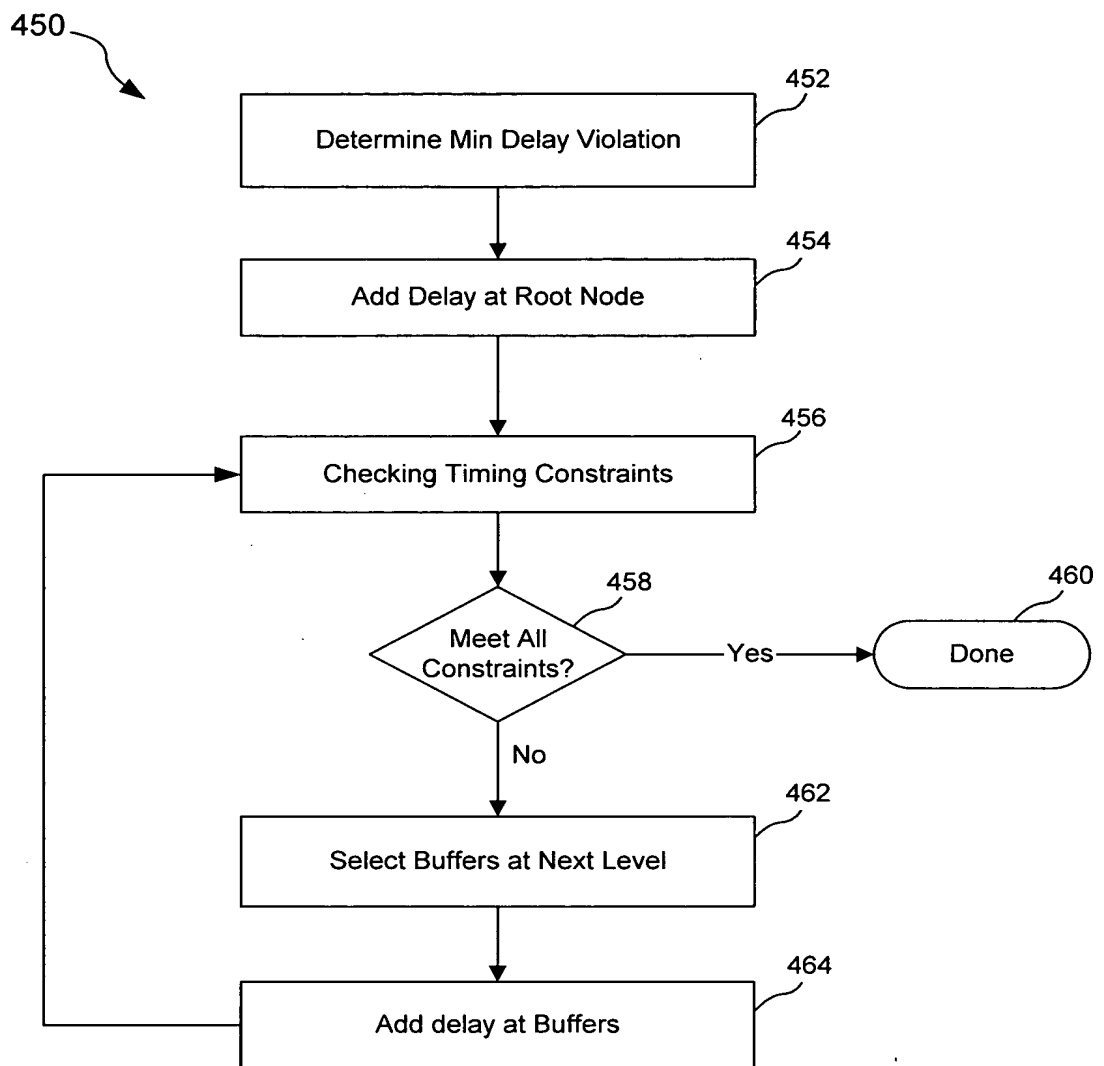 450
452
Determine Min Delay Violation
454
Add Delay at Root Node
456
Checking Timing Constraints
458
460
Meet All
Constraints?
Yes
Done
No
462
Select Buffers at Next Level
464
Add delay at Buffers